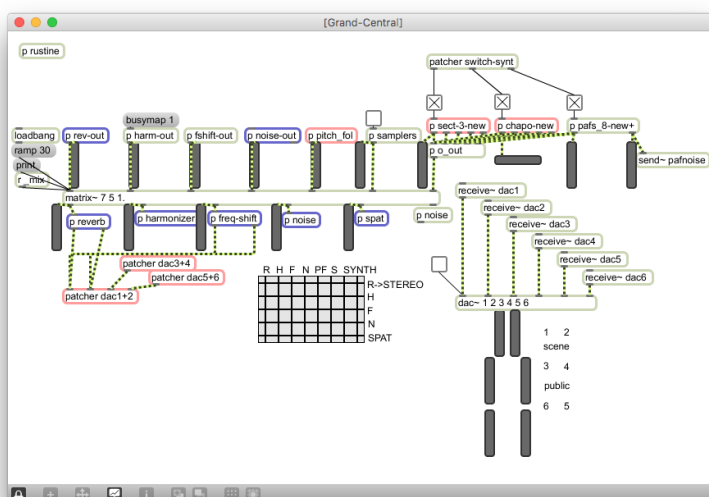 [Grand-Central]
p rustine
patcher switch-synt
busymap 1
loadbang
p rev-out
p harm-out
p fshift-out
p noise-out
p pitch_fol
p samplers
p sect-3-new
p chapo-new
p pafs_8-new+
ramp 30
print
r _mix
p o_out
send~ pafnoise
matrix~ 7 5 1.
receive~ dac1
p reverb
p harmonizer
p freq-shift
p noise
p spat
p noise
receive~ dac2
receive~ dac3
receive~ dac4
receive~ dac5
receive~ dac6
patcher dac3+4
patcher dac5+6
patcher dac1+2
R H F N PF S SYNTH
R->STEREO
H
F
N
SPAT
dac~ 1 2 3 4 5 6
1 2
scene
3 4
public
6 5